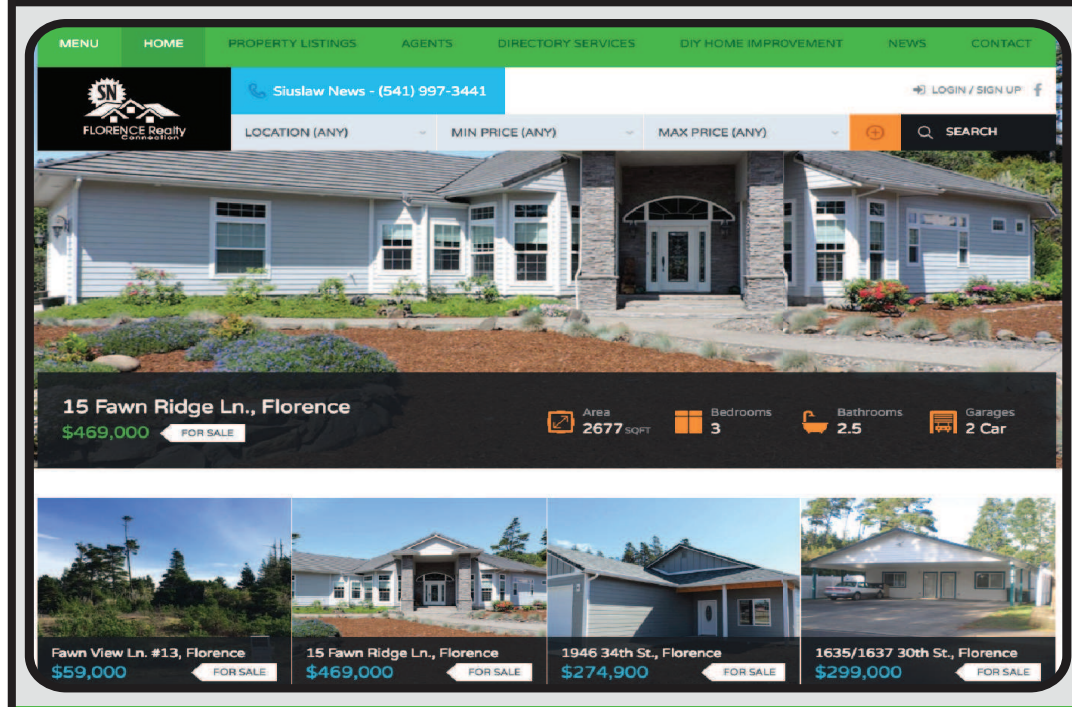 MENU HOME PROPERTY LISTINGS AGENTS DIRECTORY SERVICES DIY HOME IMPROVEMENT NEWS CONTACT
SN
FLORENCE Realty
Connection
Siuslaw News - (541) 997-3441
LOGIN / SIGN UP f
LOCATION (ANY) MIN PRICE (ANY) MAX PRICE (ANY) SEARCH
15 Fawn Ridge Ln., Florence
$469,000 FOR SALE
Area
2677 SQFT
Bedrooms
3
Bathrooms
2.5
Garages
2 Car
Fawn View Ln. #13, Florence
$59,000 FOR SALE
15 Fawn Ridge Ln., Florence
$469,000 FOR SALE
1946 34th St., Florence
$274,900 FOR SALE
1635/1637 30th St., Florence
$299,000 FOR SALE